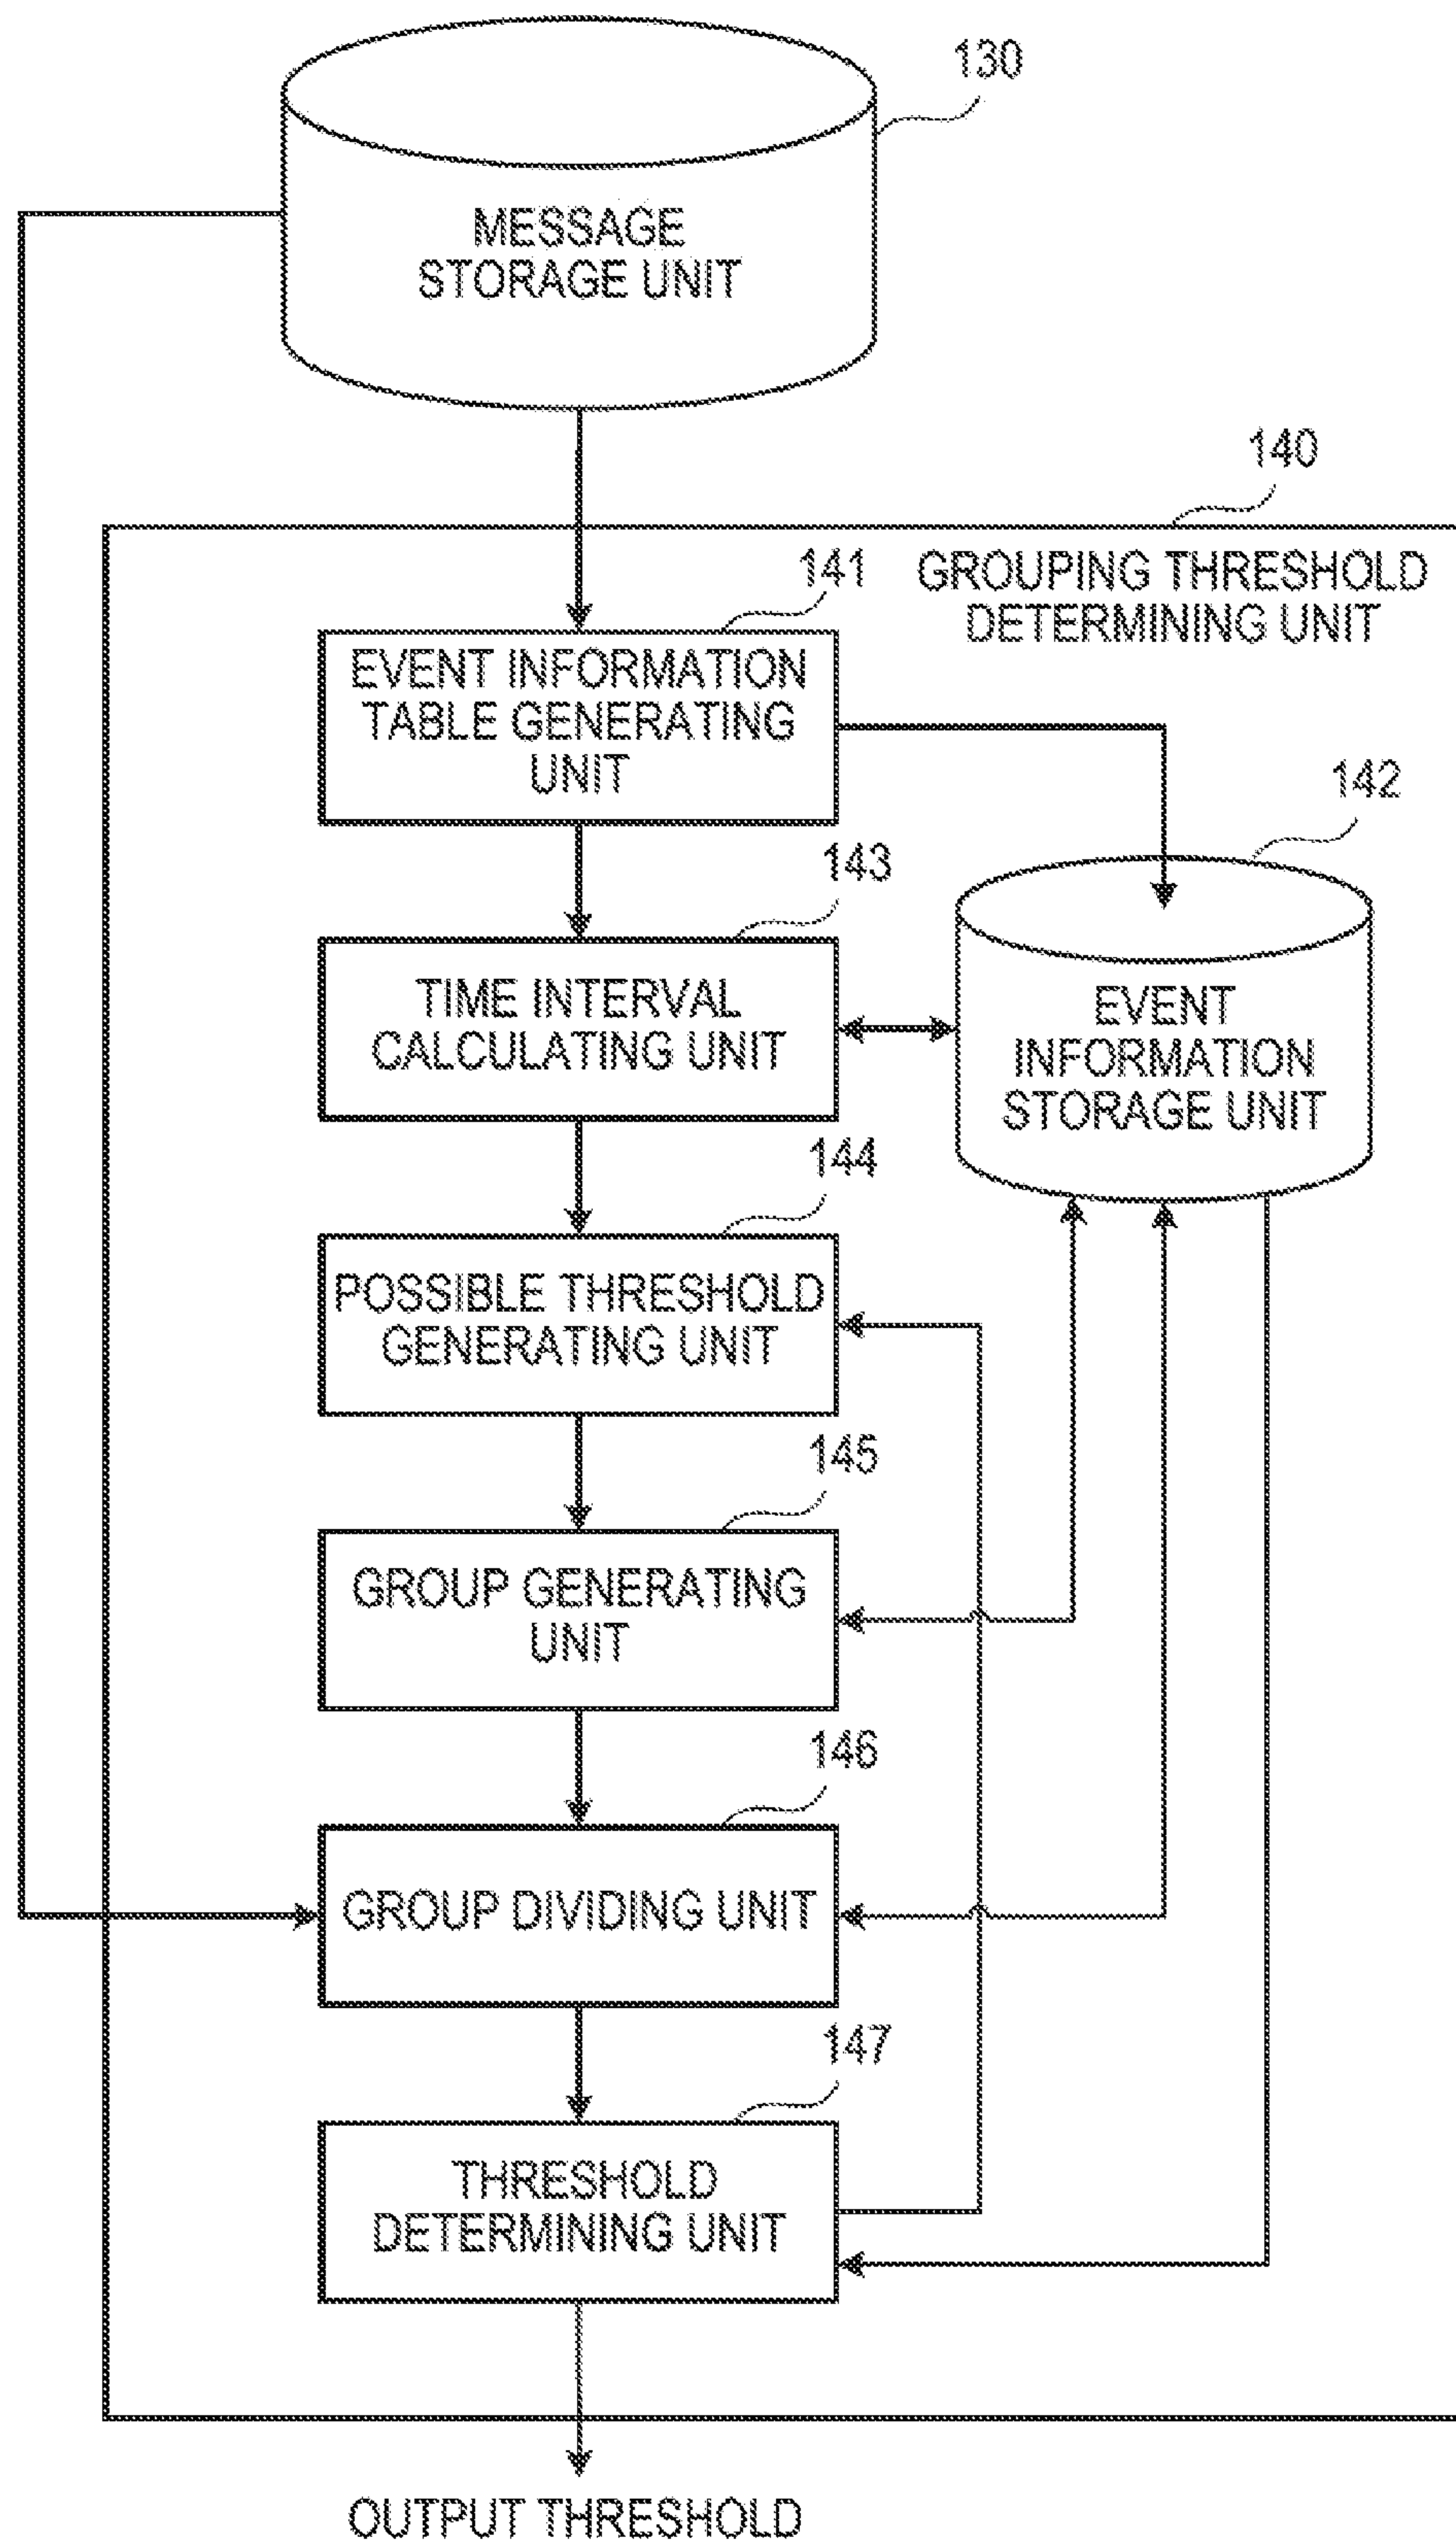 130
MESSAGE
STORAGE UNIT
140
GROUPING THRESHOLD
DETERMINING UNIT
141
EVENT INFORMATION
TABLE GENERATING
UNIT
142
EVENT
INFORMATION
STORAGE UNIT
143
TIME INTERVAL
CALCULATING UNIT
144
POSSIBLE THRESHOLD
GENERATING UNIT
145
GROUP GENERATING
UNIT
146
GROUP DIVIDING UNIT
147
THRESHOLD
DETERMINING UNIT
OUTPUT THRESHOLD